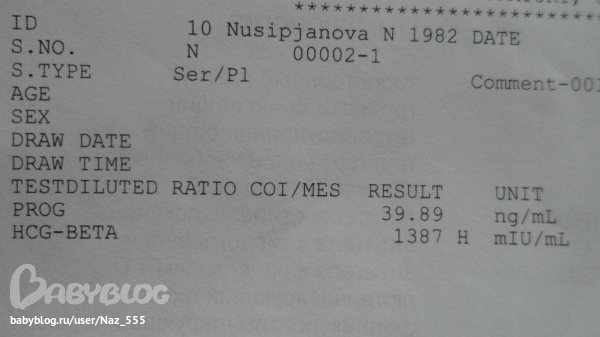 ************************
ID 10 Nusipjanova N 1982 DATE
S.NO. N 00002-1
S.TYPE Ser/Pl Comment-001
AGE
SEX
DRAW DATE
DRAW TIME
TESTDILUTED RATIO COI/MES RESULT UNIT
PROG 39.89 ng/mL
HCG-BETA 1387 H mIU/mL
BABYBLOG
babyblog.ru/user/Naz_555